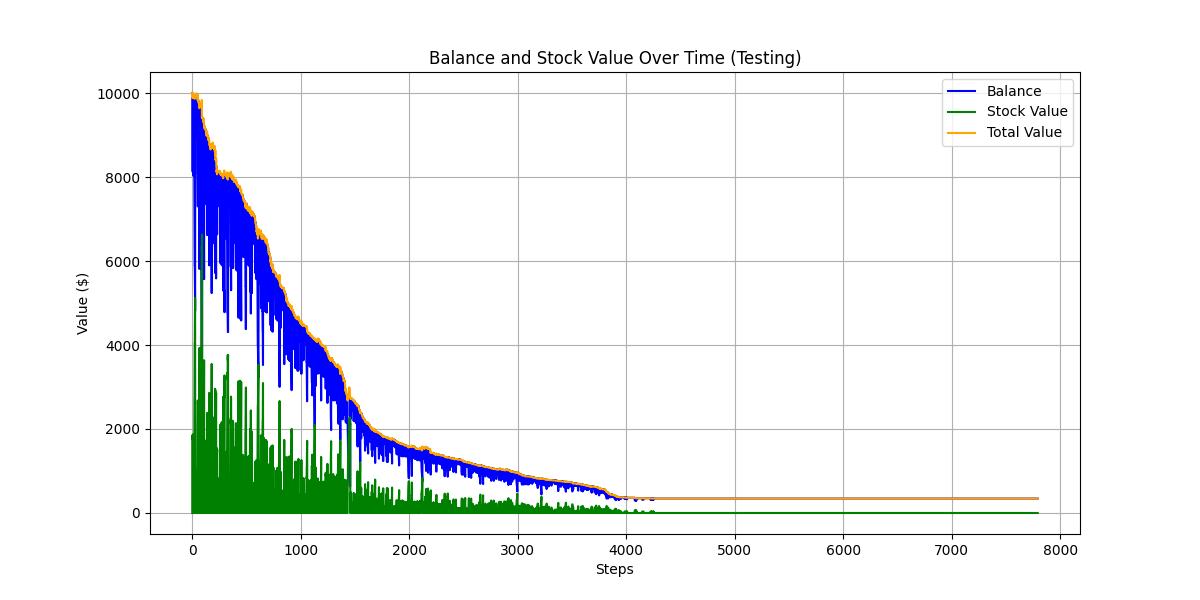 Balance and Stock Value Over Time (Testing)
Balance
Stock Value
Total Value
Value ($)
10000
8000
6000
4000
2000
0
0 1000 2000 3000 4000 5000 6000 7000 8000
Steps